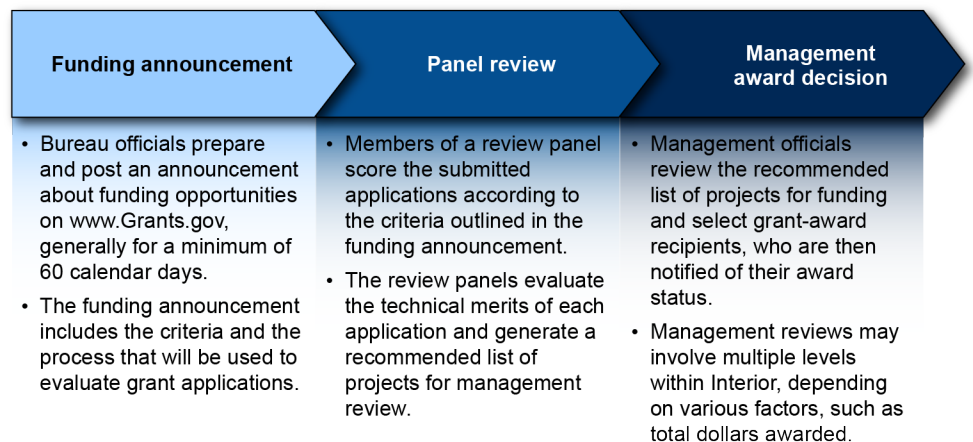 Funding announcement
Panel review
Management
award decision
• Bureau officials prepare
and post an announcement
about funding opportunities
on www.Grants.gov,
generally for a minimum of
60 calendar days.
• The funding announcement
includes the criteria and the
process that will be used to
evaluate grant applications.
• Members of a review panel
score the submitted
applications according to
the criteria outlined in the
funding announcement.
• The review panels evaluate
the technical merits of each
application and generate a
recommended list of
projects for management
review.
• Management officials
review the recommended
list of projects for funding
and select grant-award
recipients, who are then
notified of their award
status.
• Management reviews may
involve multiple levels
within Interior, depending
on various factors, such as
total dollars awarded.